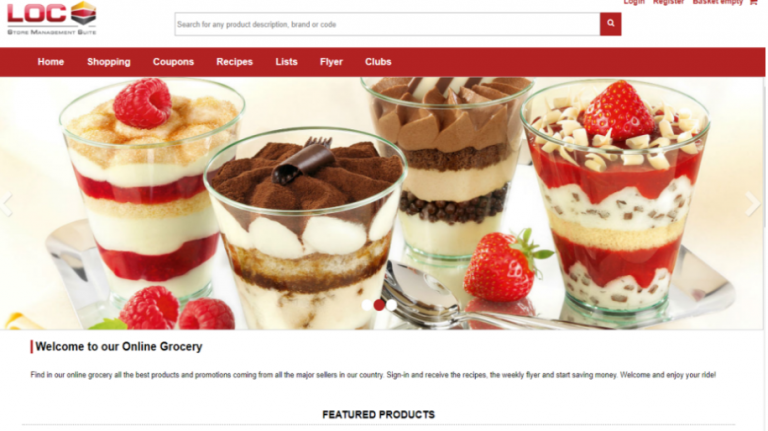 Login Register Basket empty
LOC
STORE MANAGEMENT SUITE
Search for any product description, brand or code
Home Shopping Coupons Recipes Lists Flyer Clubs
Welcome to our Online Grocery
Find in our online grocery all the best products and promotions coming from all the major sellers in our country. Sign-in and receive the recipes, the weekly flyer and start saving money. Welcome and enjoy your ride!
FEATURED PRODUCTS